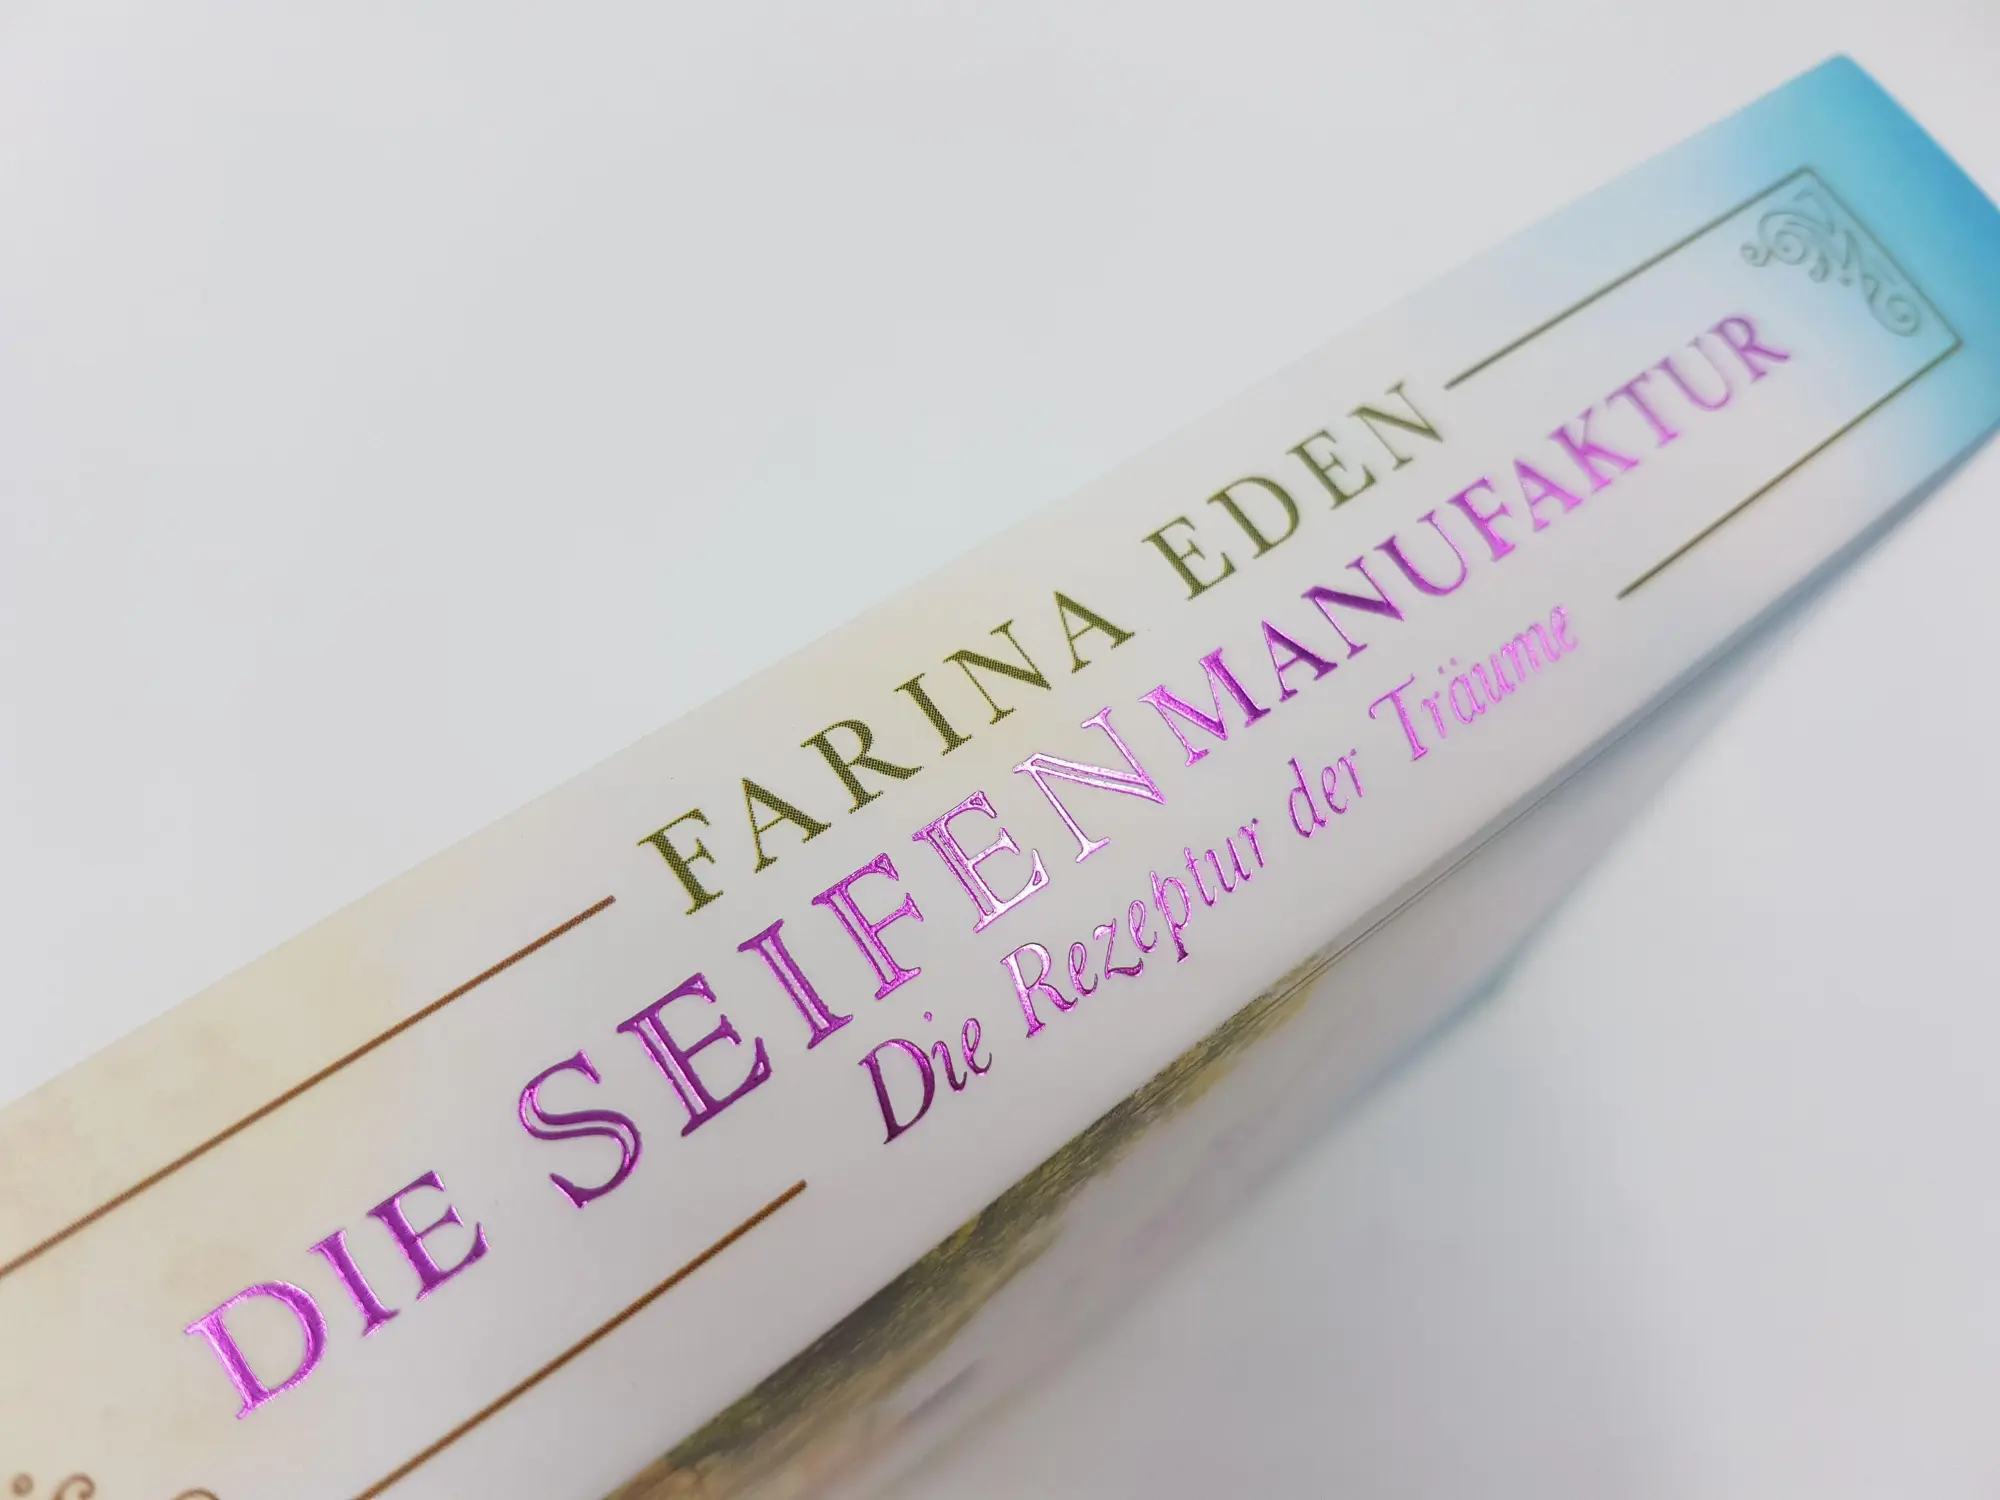 FARINA EDEN
DIE SEIFENMANUFAKTUR
Die Rezeptur der Träume